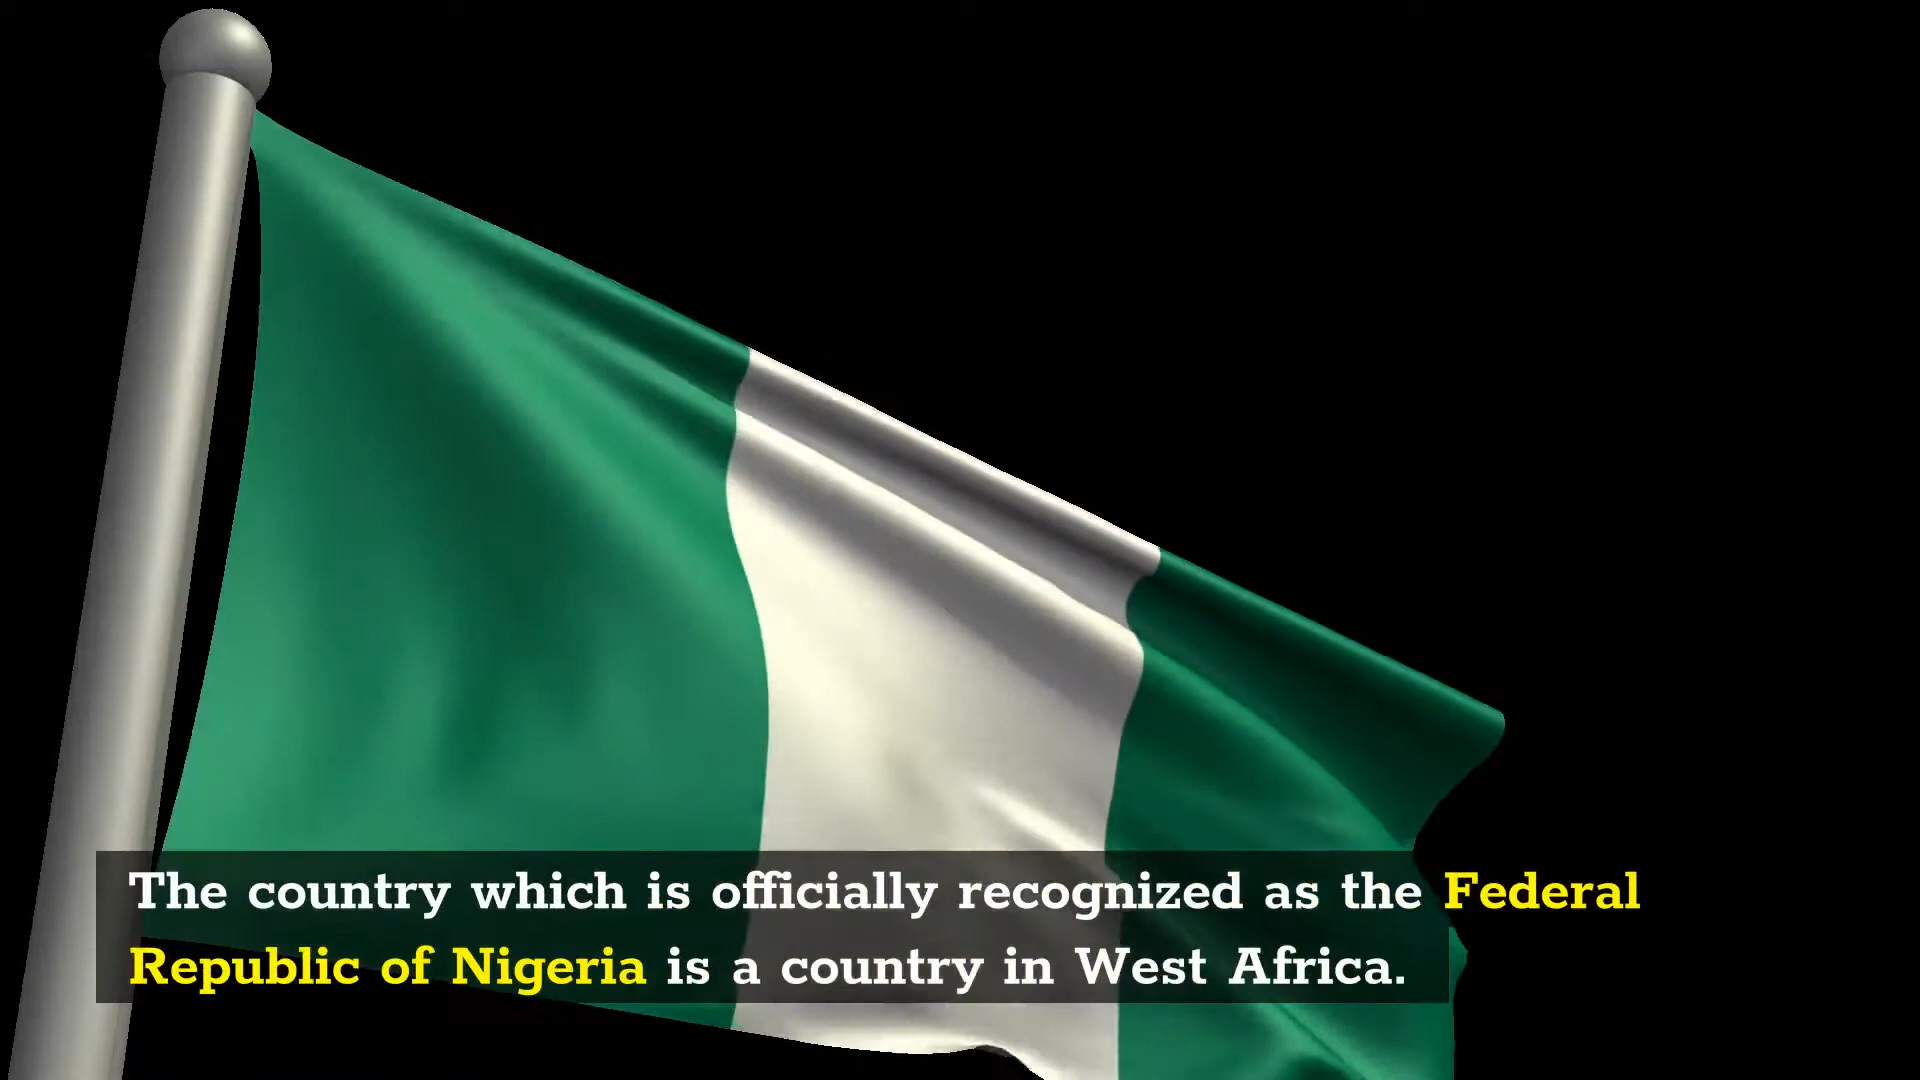 The country which is officially recognized as the Federal
Republic of Nigeria is a country in West Africa.